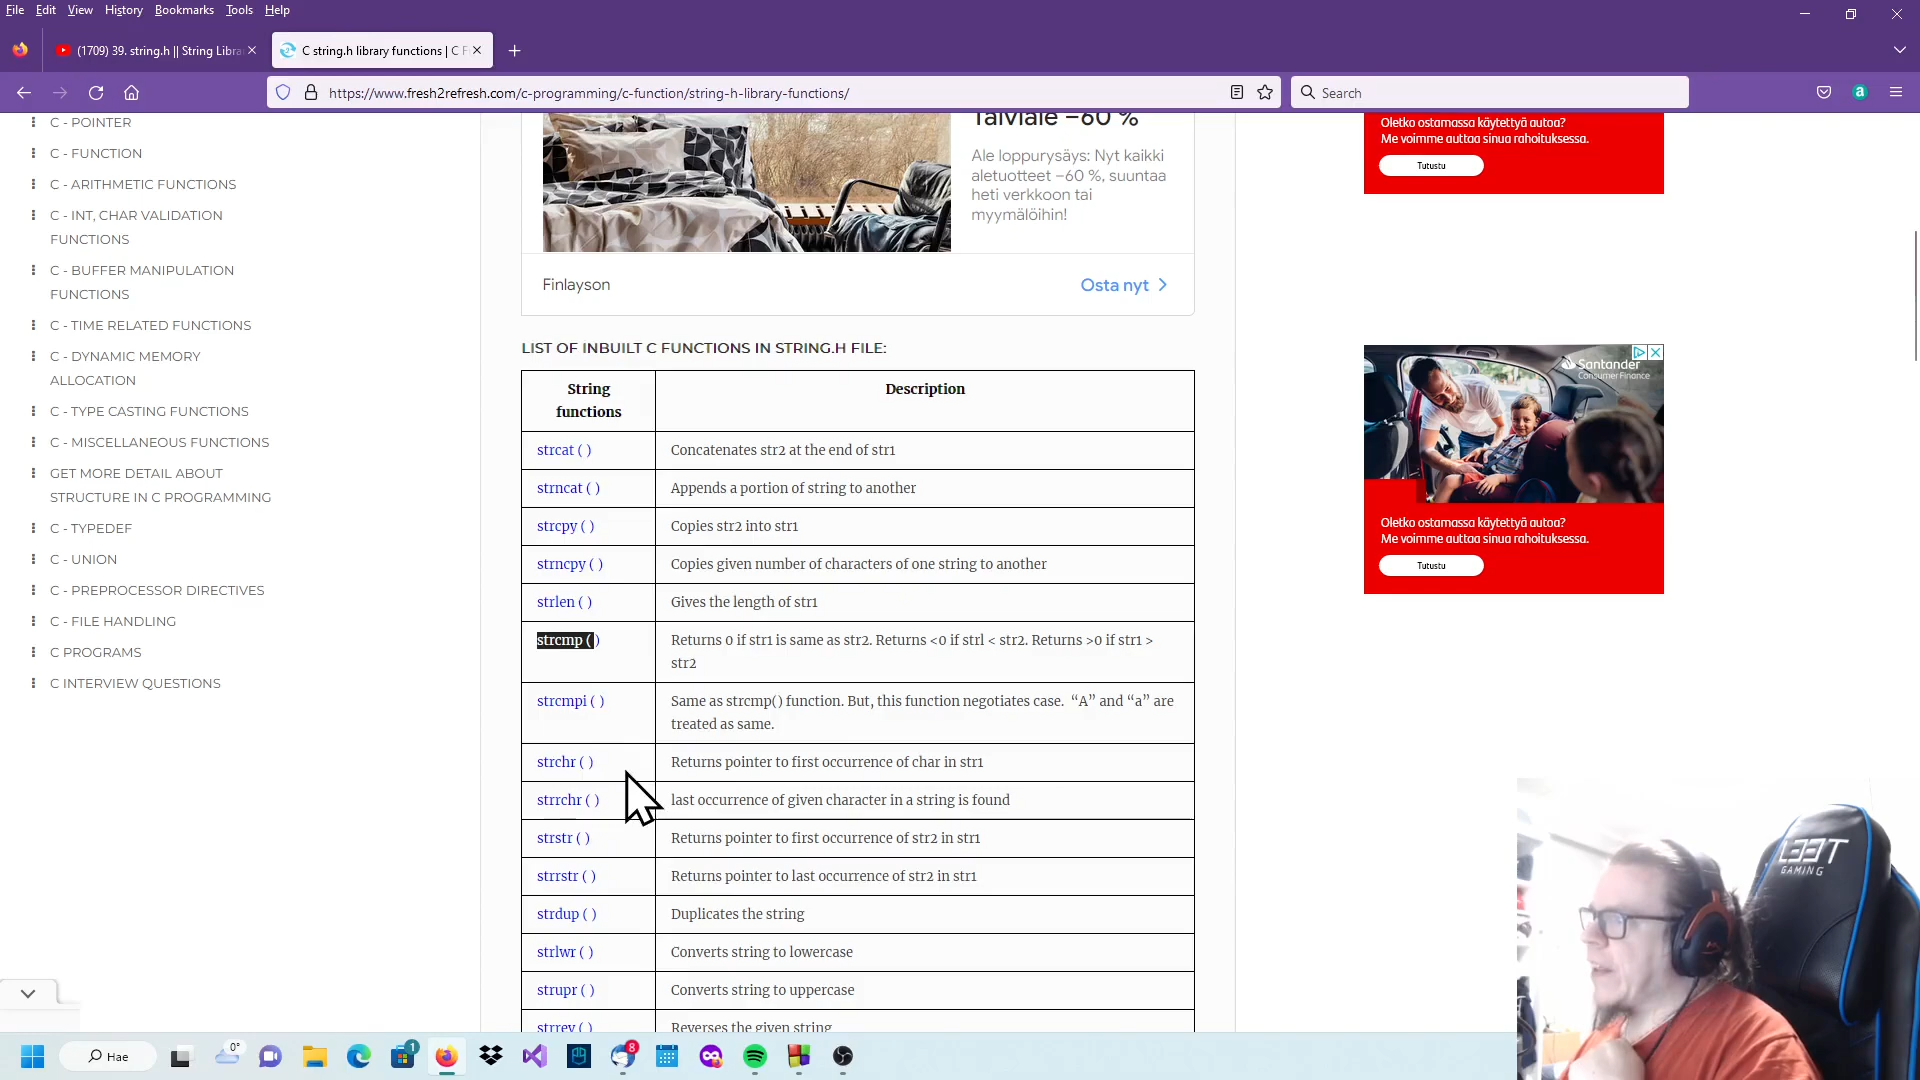 File Edit View History Bookmarks Tools Help
(1709) 39. string.h || String Libra
C string.h library functions | C F
https://www.fresh2refresh.com/c-programming/c-function/string-h-library-functions/
Search
C - POINTER
C - FUNCTION
C - ARITHMETIC FUNCTIONS
C - INT, CHAR VALIDATION
FUNCTIONS
C - BUFFER MANIPULATION
FUNCTIONS
C - TIME RELATED FUNCTIONS
C - DYNAMIC MEMORY
ALLOCATION
C - TYPE CASTING FUNCTIONS
C - MISCELLANEOUS FUNCTIONS
GET MORE DETAIL ABOUT
STRUCTURE IN C PROGRAMMING
C - TYPEDEF
C - UNION
C - PREPROCESSOR DIRECTIVES
C - FILE HANDLING
C PROGRAMS
C INTERVIEW QUESTIONS
Talviale −60 %
Ale loppurysäys: Nyt kaikki
aletuotteet −60 %, suuntaa
heti verkkoon tai
myymälöihin!
Finlayson
Osta nyt
LIST OF INBUILT C FUNCTIONS IN STRING.H FILE:
String
functions
Description
strcat ( )
Concatenates str2 at the end of str1
strncat ( )
Appends a portion of string to another
strcpy ( )
Copies str2 into str1
strncpy ( )
Copies given number of characters of one string to another
strlen ( )
Gives the length of str1
strcmp ( )
Returns 0 if str1 is same as str2. Returns <0 if strl < str2. Returns >0 if str1 >
str2
strcmpi ( )
Same as strcmp() function. But, this function negotiates case.  “A” and “a” are
treated as same.
strchr ( )
Returns pointer to first occurrence of char in str1
strrchr ( )
last occurrence of given character in a string is found
strstr ( )
Returns pointer to first occurrence of str2 in str1
strrstr ( )
Returns pointer to last occurrence of str2 in str1
strdup ( )
Duplicates the string
strlwr ( )
Converts string to lowercase
strupr ( )
Converts string to uppercase
strrev ( )
Reverses the given string
Oletko ostamassa käytettyä autoa?
Me voimme auttaa sinua rahoituksessa.
Tutustu
Santander
Consumer Finance
Oletko ostamassa käytettyä autoa?
Me voimme auttaa sinua rahoituksessa.
Tutustu
L33T
GAMING
Hae
0°
1
8